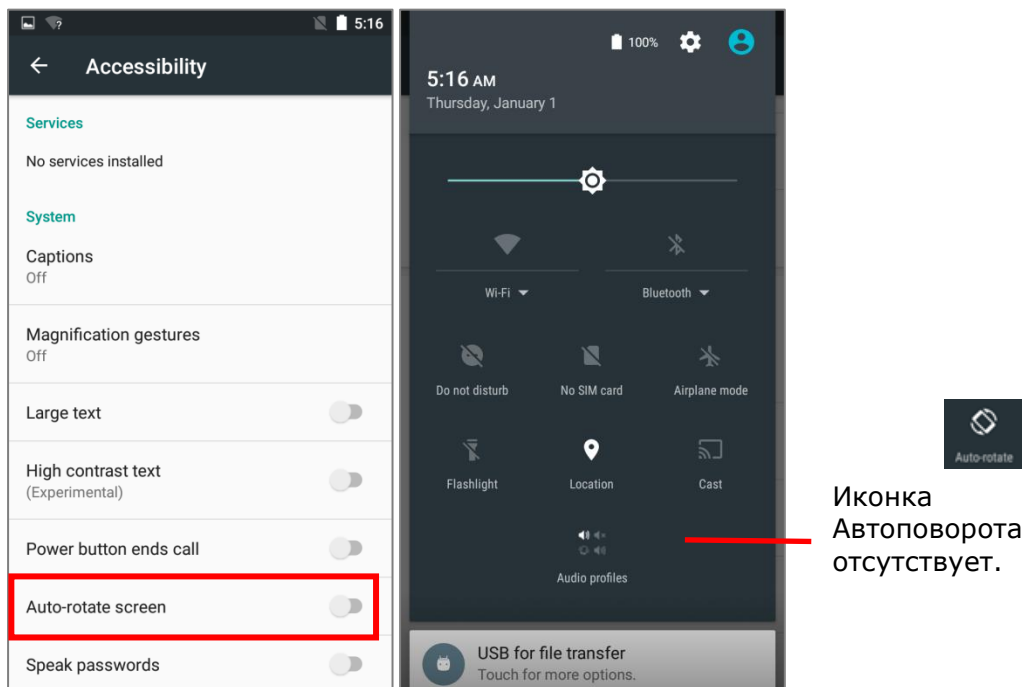 5:16
Accessibility
Services
No services installed
System
Captions
Off
Magnification gestures
Off
Large text
High contrast text
(Experimental)
Power button ends call
Auto-rotate screen
Speak passwords
100%
5:16 AM
Thursday, January 1
Wi-Fi
Bluetooth
Do not disturb
No SIM card
Airplane mode
Flashlight
Location
Cast
Audio profiles
USB for file transfer
Touch for more options.
Auto-rotate
Иконка
Автоповорота
отсутствует.